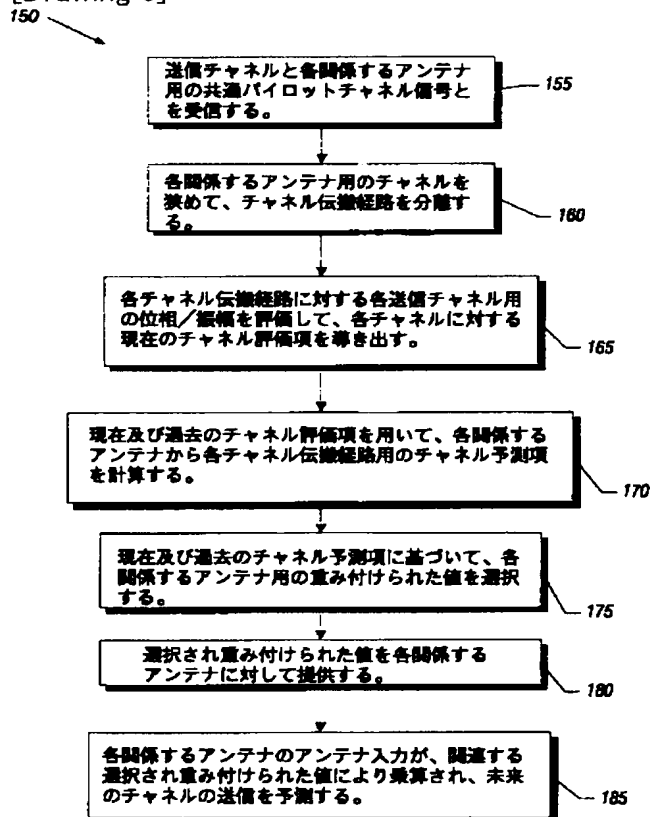 [Drawing
150
送信チャネルと各関係するアンテナ
用の共通パイロットチャネル信号と
を受信する。
155
各関係するアンテナ用のチャネルを
狭めて、チャネル伝搬経路を分離す
る。
160
各チャネル伝搬経路に対する各送信チャネル用
の位相／振幅を評価して、各チャネルに対する
現在のチャネル評価項を導き出す。
165
現在及び過去のチャネル評価項を用いて、各関係する
アンテナから各チャネル伝搬経路用のチャネル予測項
を計算する。
170
現在及び過去のチャネル予測項に基づいて、各
関係するアンテナ用の重み付けられた値を選択
する。
175
選択され重み付けられた値を各関係する
アンテナに対して提供する。
180
各関係するアンテナのアンテナ入力が、関連する
選択され重み付けられた値により乗算され、未来
のチャネルの送信を予測する。
185